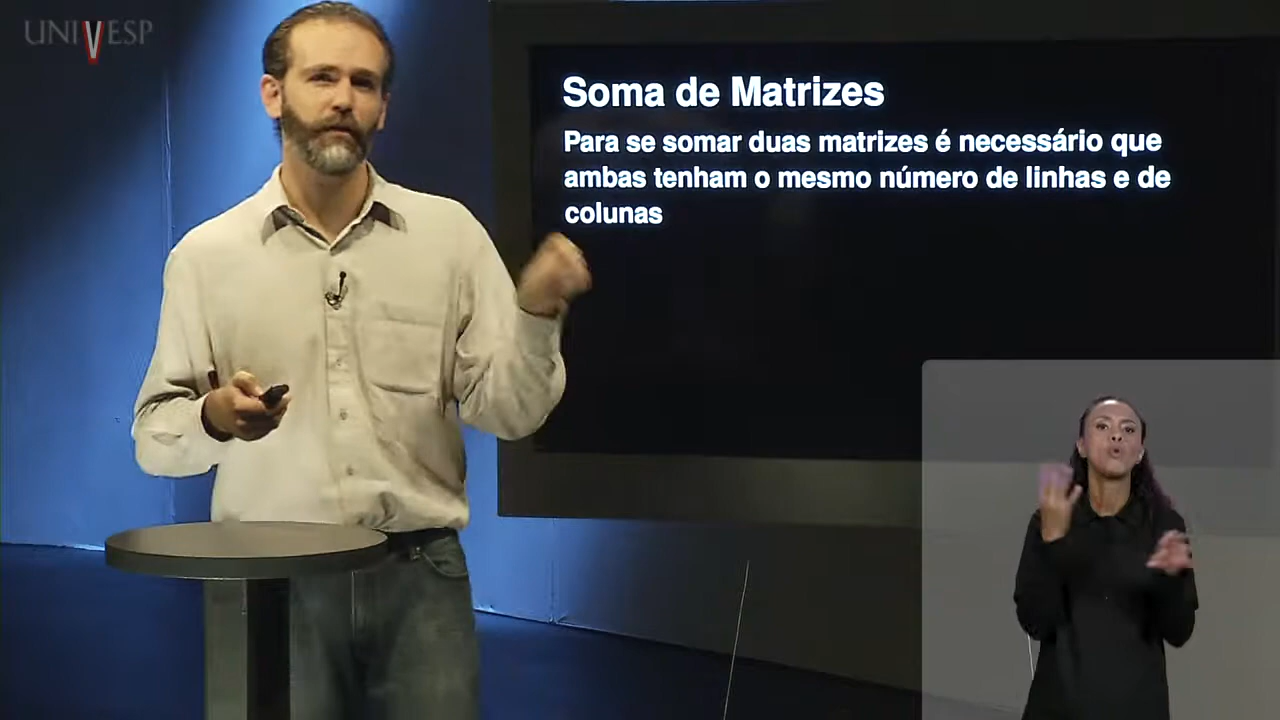 UNIVESP
Soma de Matrizes
Para se somar duas matrizes é necessário que
ambas tenham o mesmo número de linhas e de
colunas